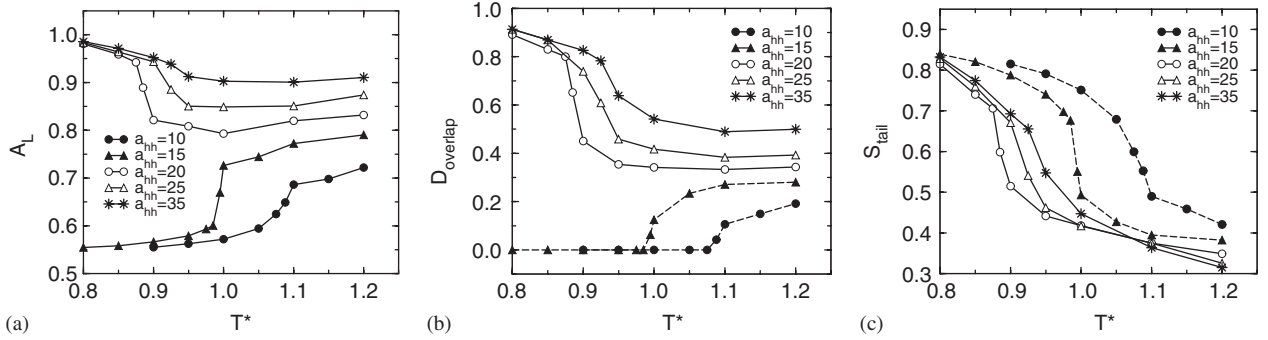 1.0
0.9
0.8
0.7
0.6
0.5
A_L
a_hh=10
a_hh=15
a_hh=20
a_hh=25
a_hh=35
0.8 0.9 1.0 1.1 1.2
T*
(a)
1.0
0.8
0.6
0.4
0.2
0.0
D_overlap
a_hh=10
a_hh=15
a_hh=20
a_hh=25
a_hh=35
0.8 0.9 1.0 1.1 1.2
T*
(b)
0.9
0.8
0.7
0.6
0.5
0.4
0.3
S_tail
a_hh=10
a_hh=15
a_hh=20
a_hh=25
a_hh=35
0.8 0.9 1.0 1.1 1.2
T*
(c)